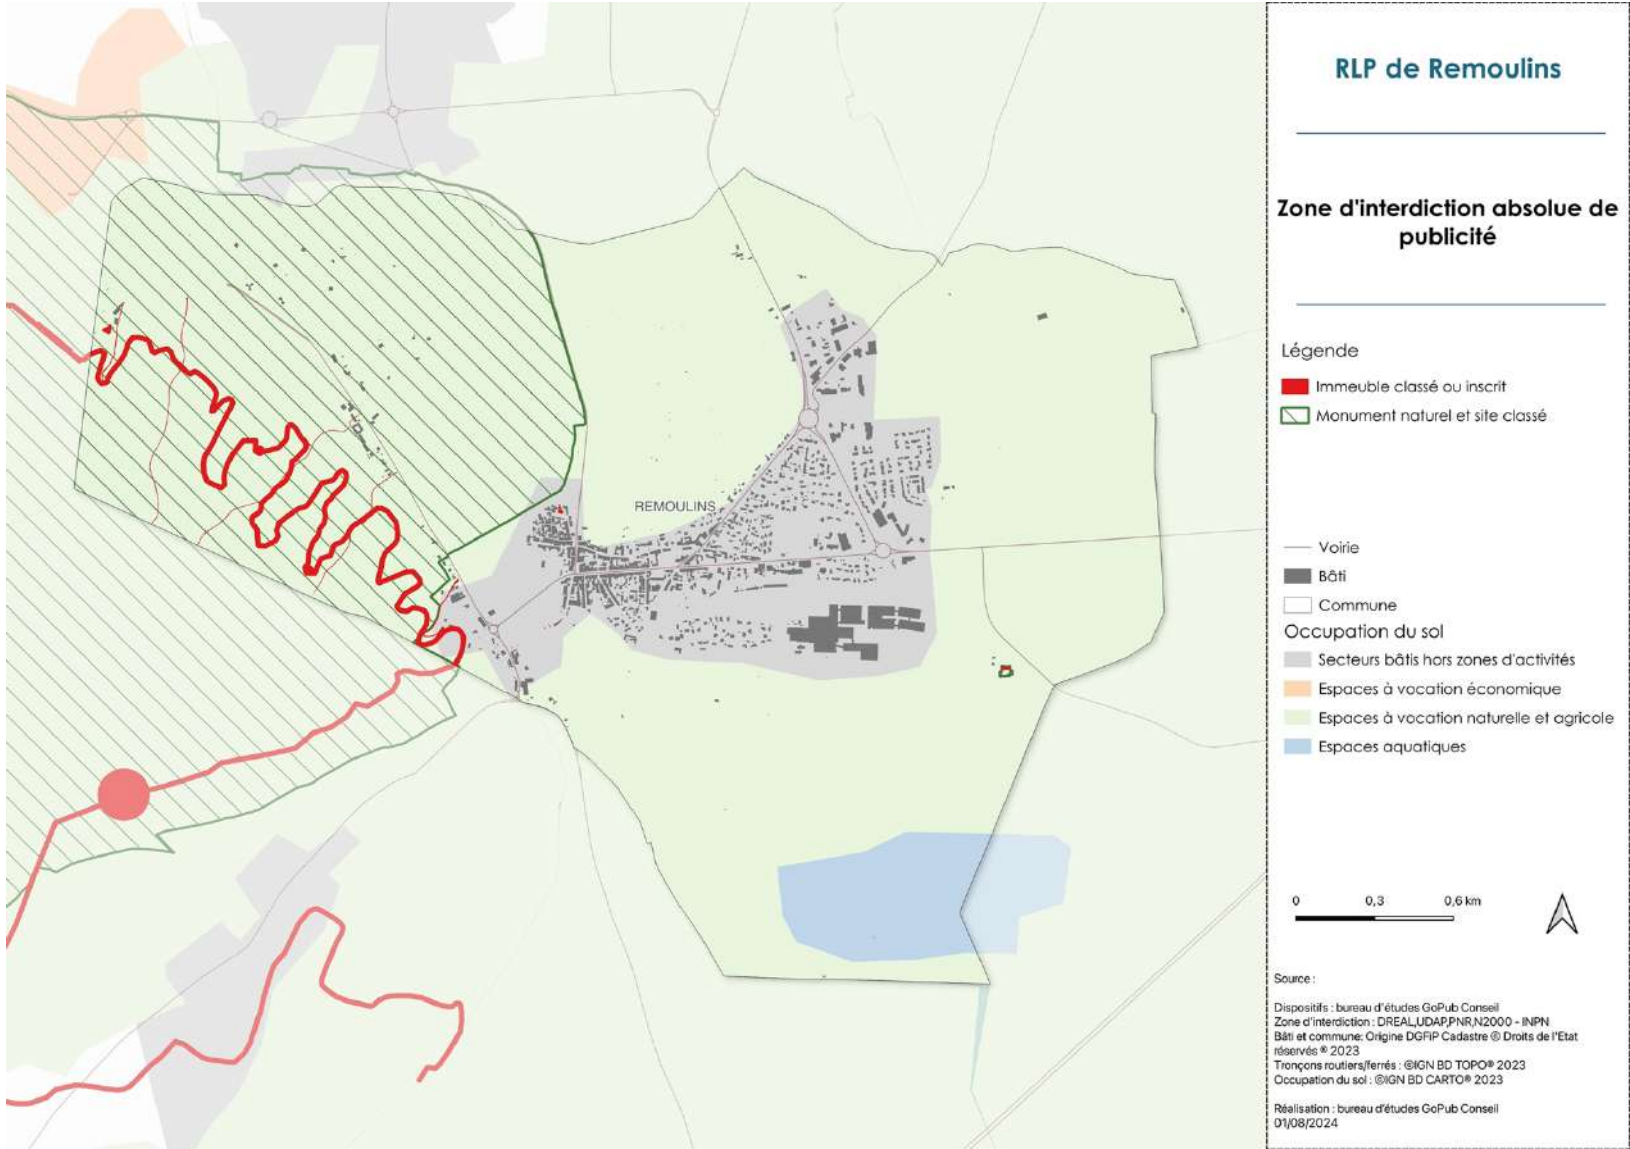 RLP de Remoulins
Zone d'interdiction absolue de
publicité
Légende
Immeuble classé ou inscrit
Monument naturel et site classé
REMOULINS
Voirie
Bâti
Commune
Occupation du sol
Secteurs bâtis hors zones d'activités
Espaces à vocation économique
Espaces à vocation naturelle et agricole
Espaces aquatiques
0 0,3 0,6 km
Source :
Dispositifs : bureau d'études GoPub Conseil
Zone d'interdiction : DREAL,UDAP,PNR,N2000 - INPN
Bâti et commune: Origine DGFiP Cadastre © Droits de l'Etat
réservés ® 2023
Tronçons routiers/ferrés : ©IGN BD TOPO® 2023
Occupation du sol : ©IGN BD CARTO® 2023
Réalisation : bureau d'études GoPub Conseil
01/08/2024